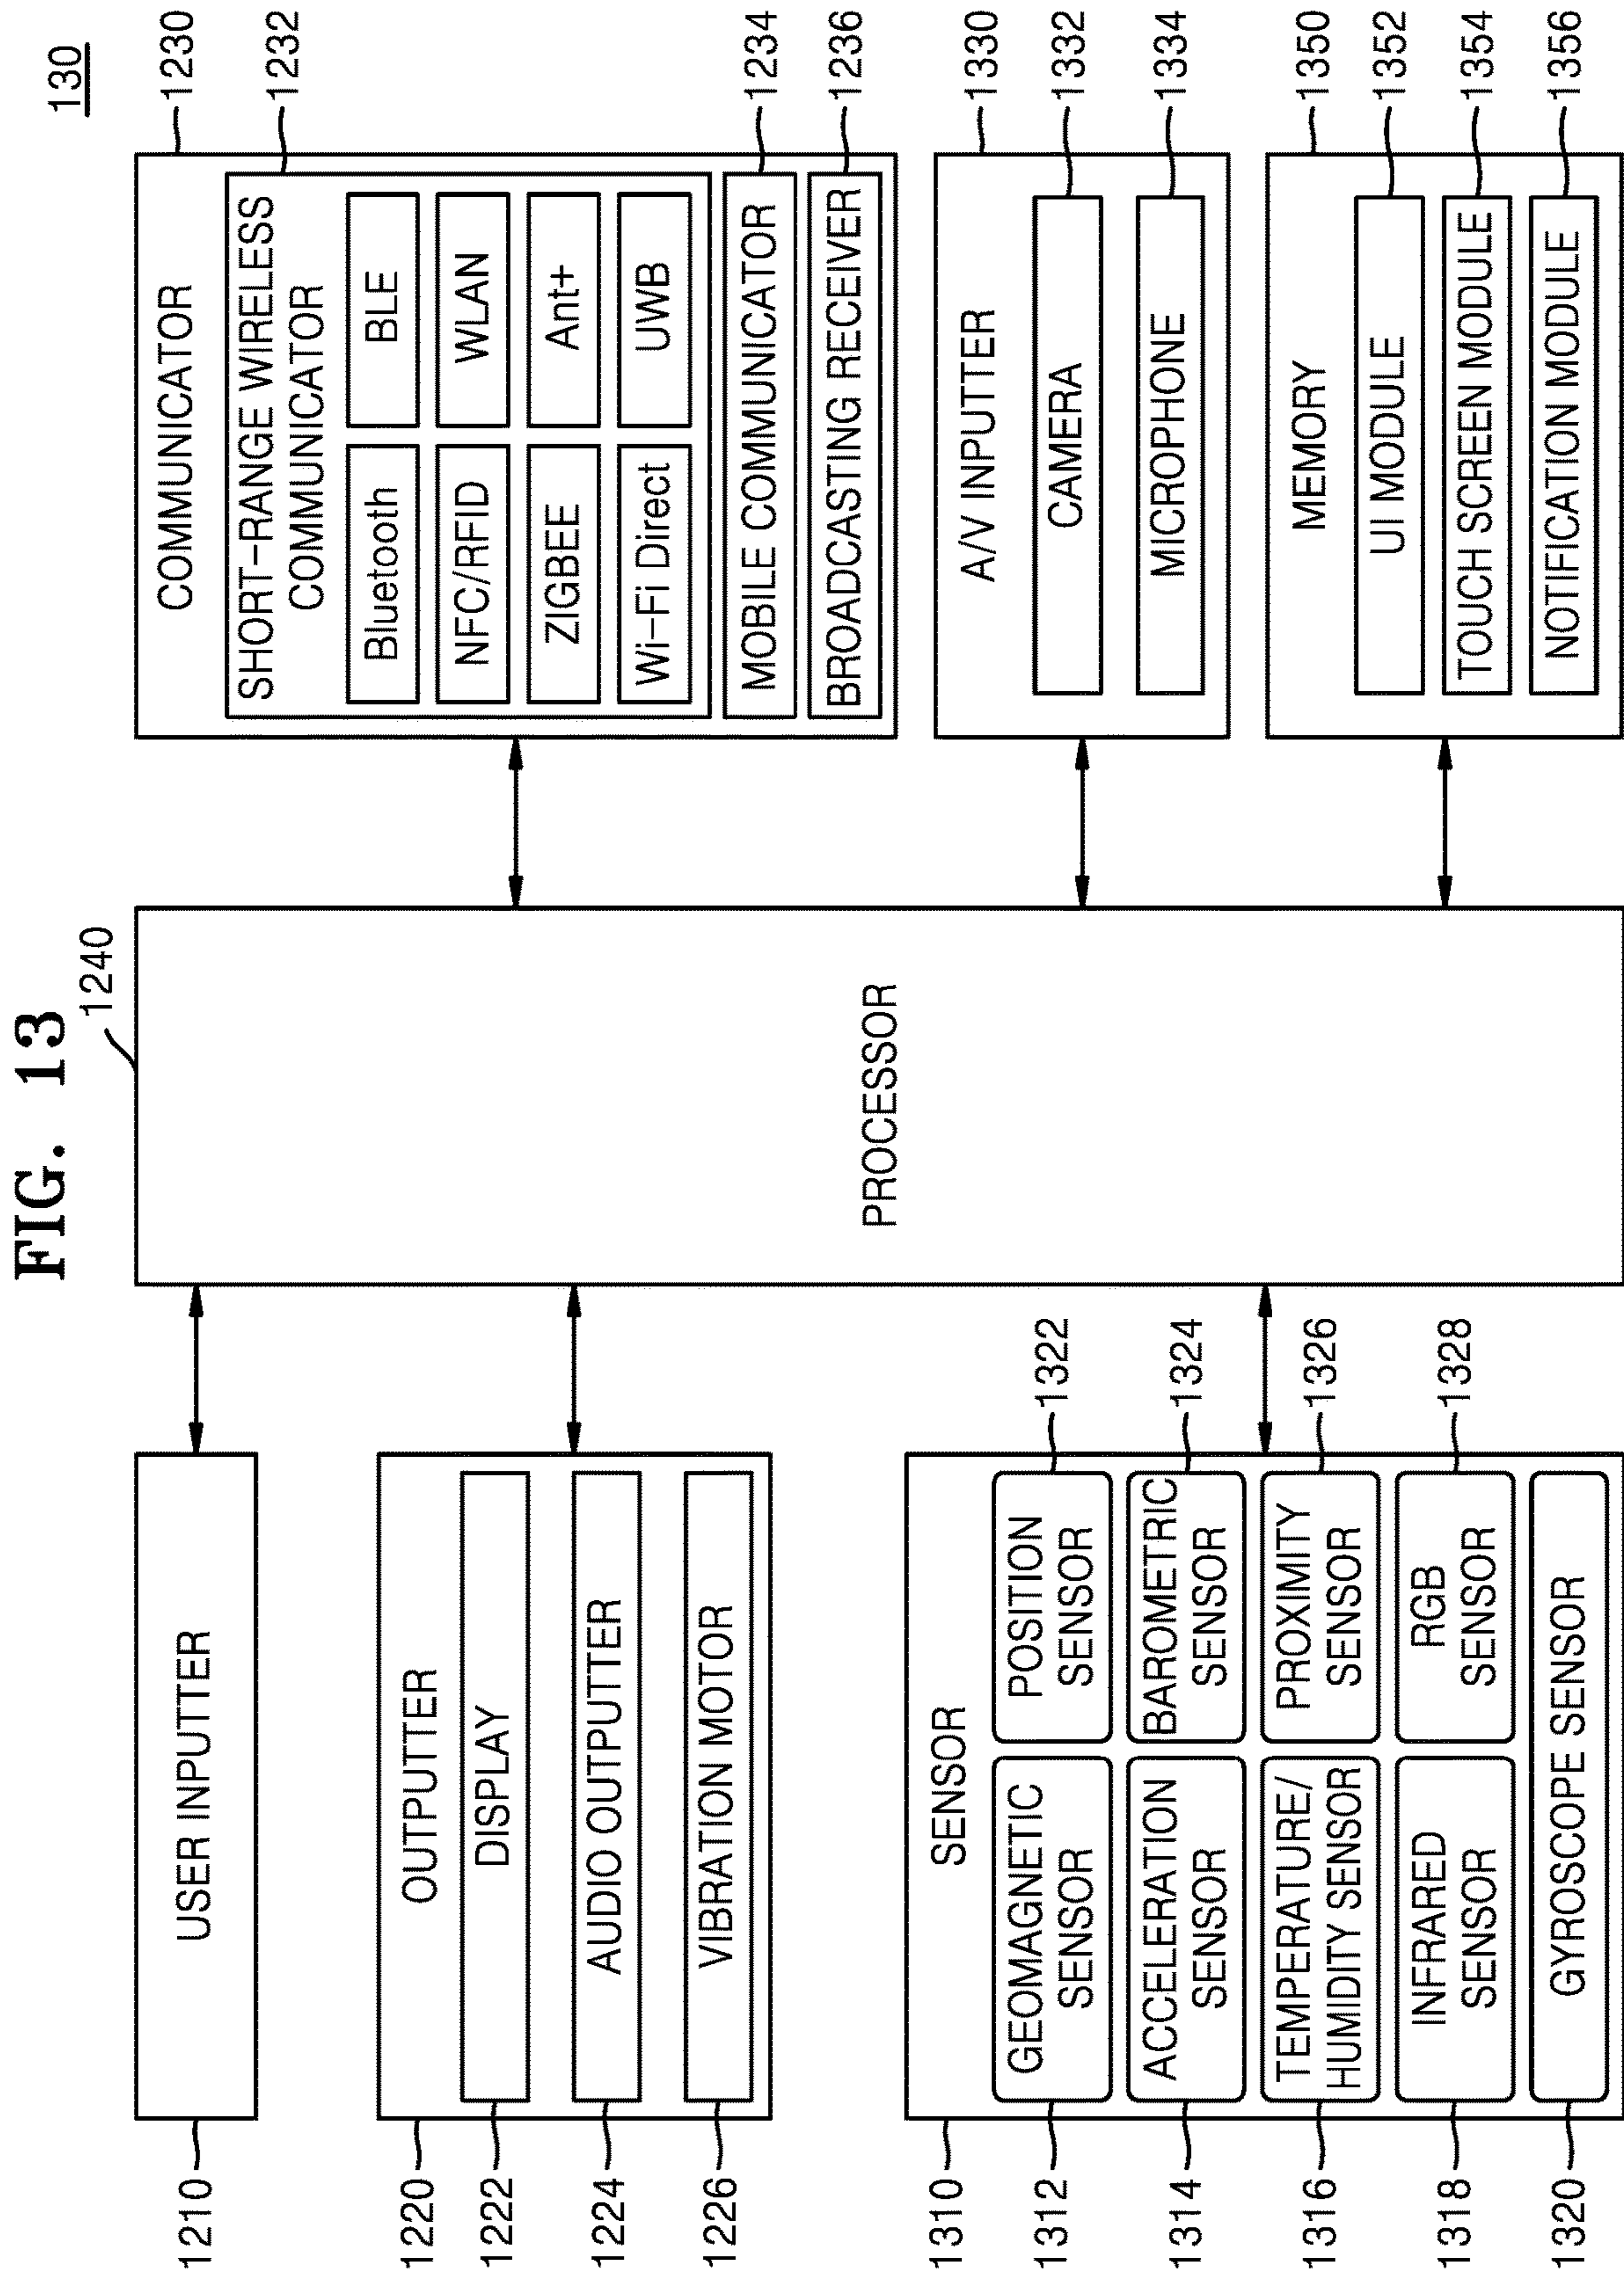 FIG. 13
130
1240
PROCESSOR
1210
USER INPUTTER
1220
OUTPUTTER
1222
DISPLAY
1224
AUDIO OUTPUTTER
1226
VIBRATION MOTOR
1310
SENSOR
1312
GEOMAGNETIC
SENSOR
POSITION
SENSOR
1322
1314
ACCELERATION
SENSOR
BAROMETRIC
SENSOR
1324
1316
TEMPERATURE/
HUMIDITY SENSOR
PROXIMITY
SENSOR
1326
1318
INFRARED
SENSOR
RGB
SENSOR
1328
1320
GYROSCOPE SENSOR
COMMUNICATOR
1230
SHORT-RANGE WIRELESS
COMMUNICATOR
1232
Bluetooth
BLE
NFC/RFID
WLAN
ZIGBEE
Ant+
Wi-Fi Direct
UWB
MOBILE COMMUNICATOR
1234
BROADCASTING RECEIVER
1236
A/V INPUTTER
1330
CAMERA
1332
MICROPHONE
1334
MEMORY
1350
UI MODULE
1352
TOUCH SCREEN MODULE
1354
NOTIFICATION MODULE
1356